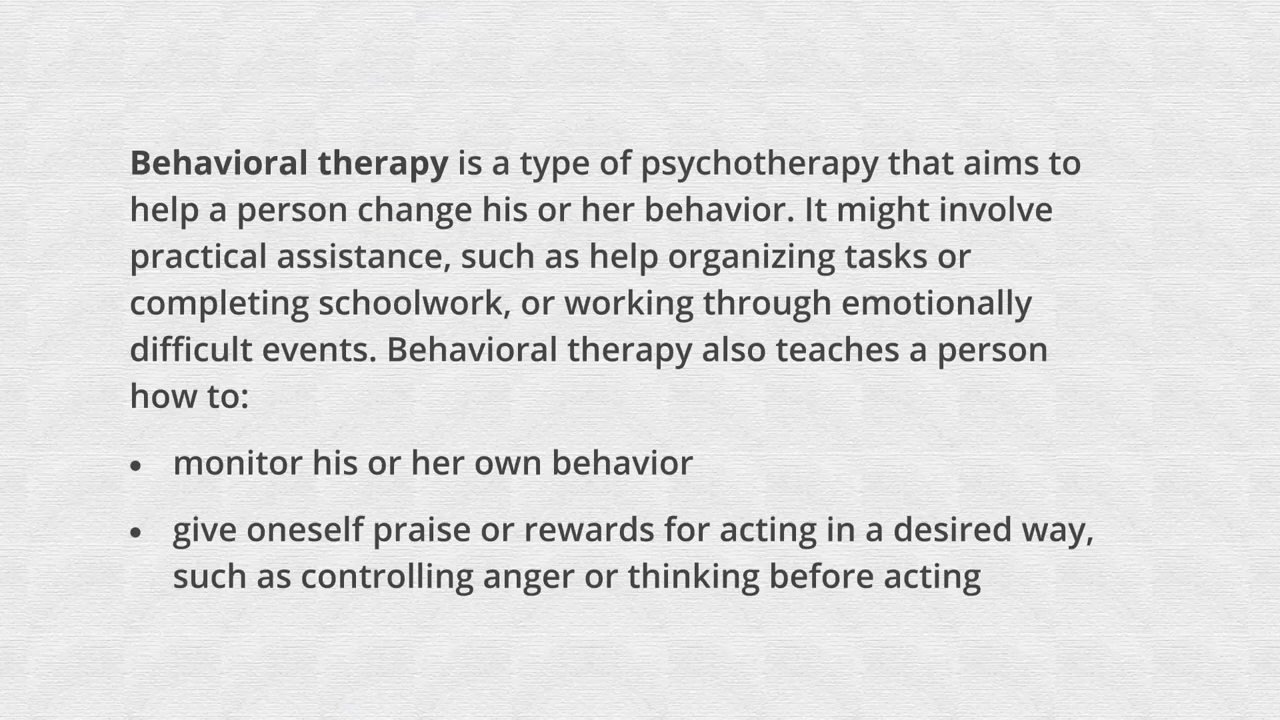 Behavioral therapy is a type of psychotherapy that aims to
help a person change his or her behavior. It might involve
practical assistance, such as help organizing tasks or
completing schoolwork, or working through emotionally
difficult events. Behavioral therapy also teaches a person
how to:
• monitor his or her own behavior
• give oneself praise or rewards for acting in a desired way,
such as controlling anger or thinking before acting